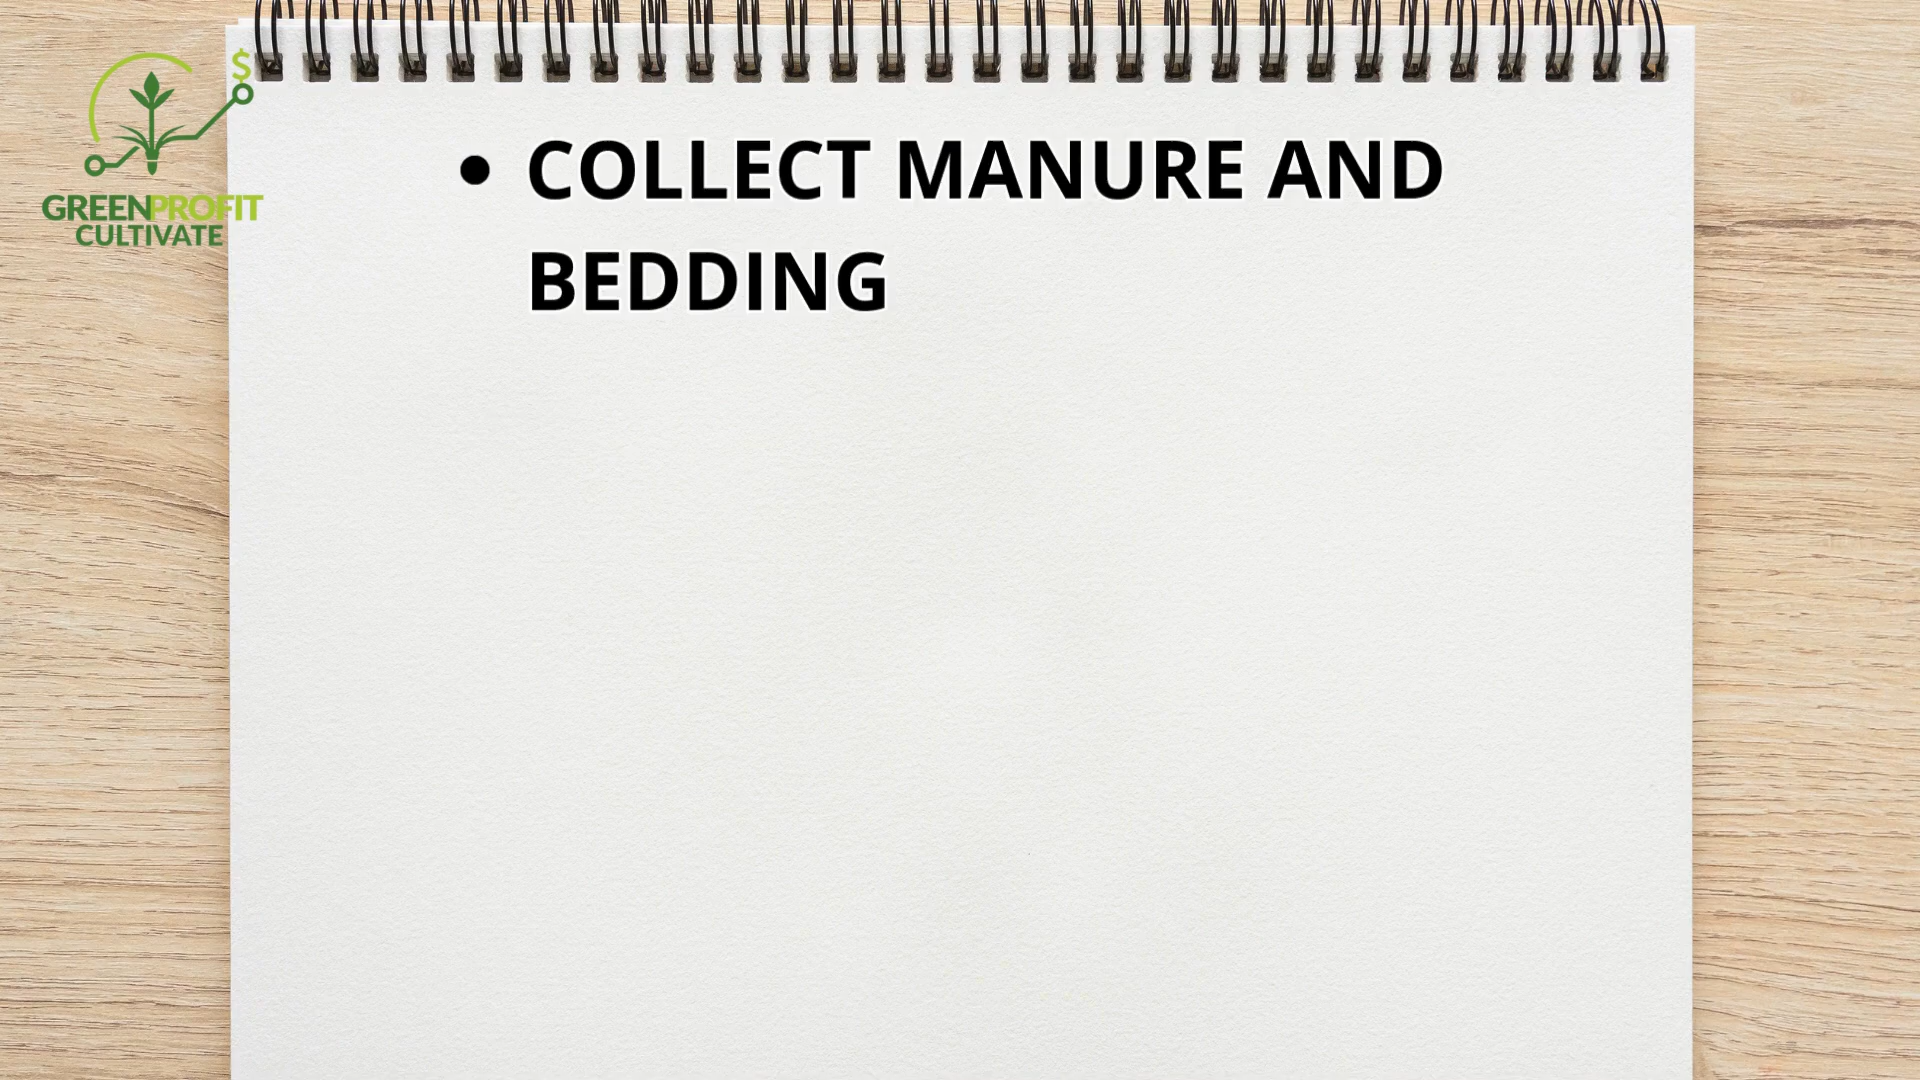 $
GREENPROFIT
CULTIVATE
• COLLECT MANURE AND
BEDDING